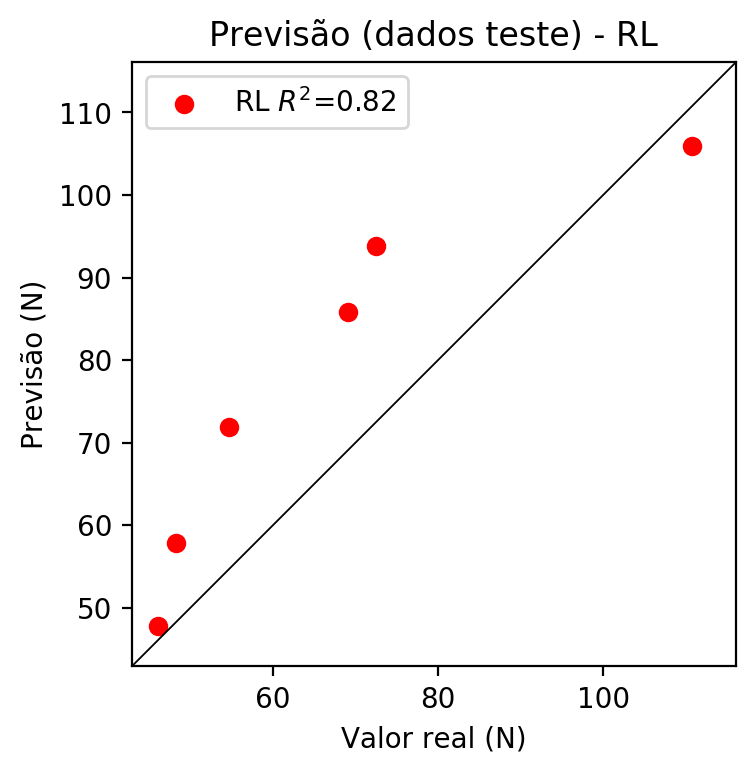 Previsão (dados teste) - RL
RL R²=0.82
110
100
90
80
70
60
50
Previsão (N)
60 80 100
Valor real (N)